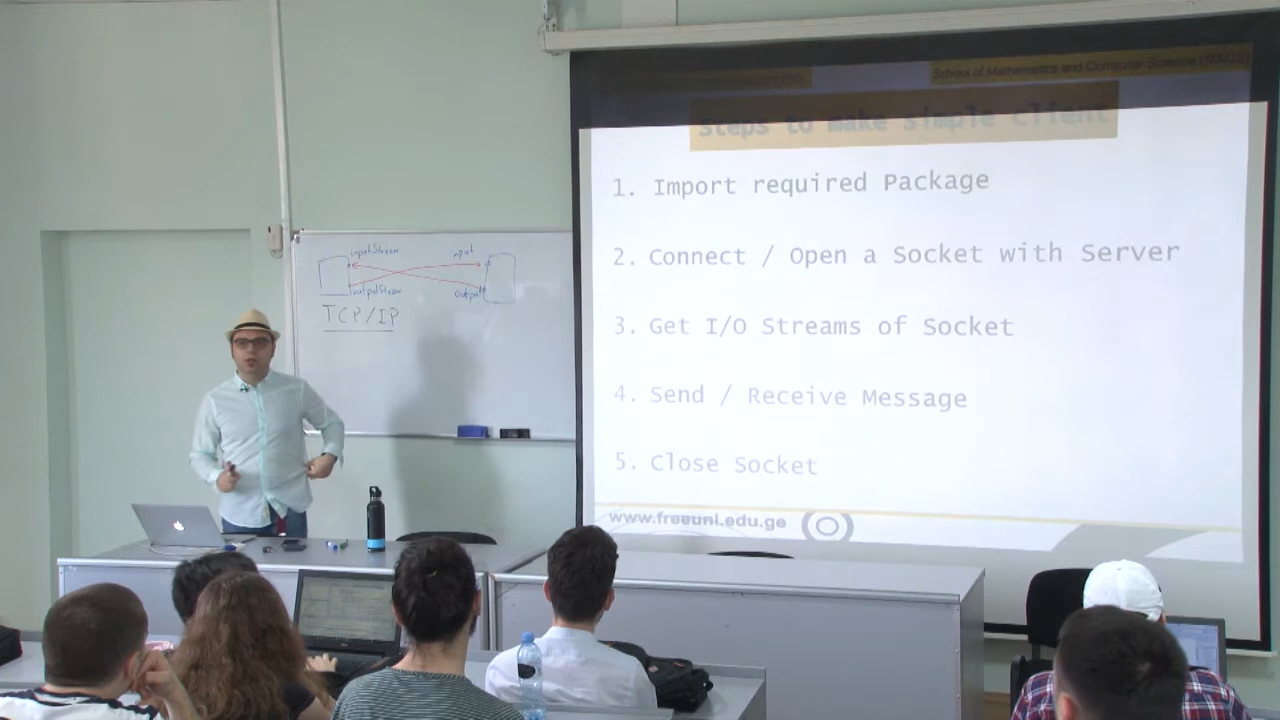 School of Mathematics and Computer Science (MACS)
Steps to make simple client
1. Import required Package
2. Connect / Open a Socket with Server
3. Get I/O Streams of Socket
4. Send / Receive Message
5. Close Socket
www.freeuni.edu.ge
inputStream
input
outputStream
output
TCP/IP